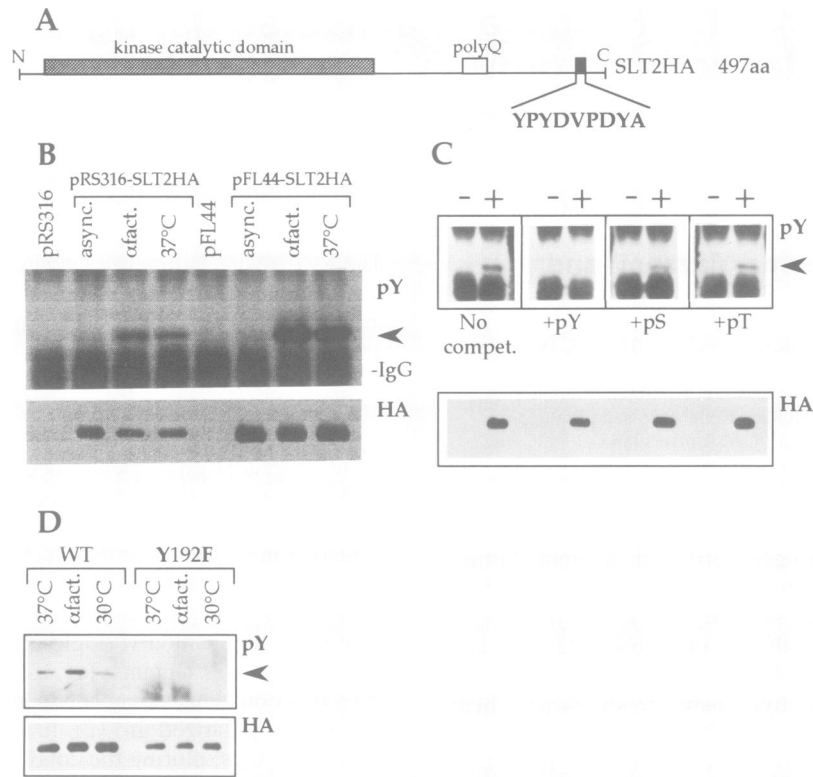 A
N
kinase catalytic domain
polyQ
C
SLT2HA 497aa
YPYDVPDYA
B
pRS316
pRS316-SLT2HA
async.
αfact.
37°C
pFL44
pFL44-SLT2HA
async.
αfact.
37°C
pY
-IgG
HA
C
- + - + - + - +
pY
No compet.
+pY
+pS
+pT
HA
D
WT
Y192F
37°C
αfact.
30°C
37°C
αfact.
30°C
pY
HA